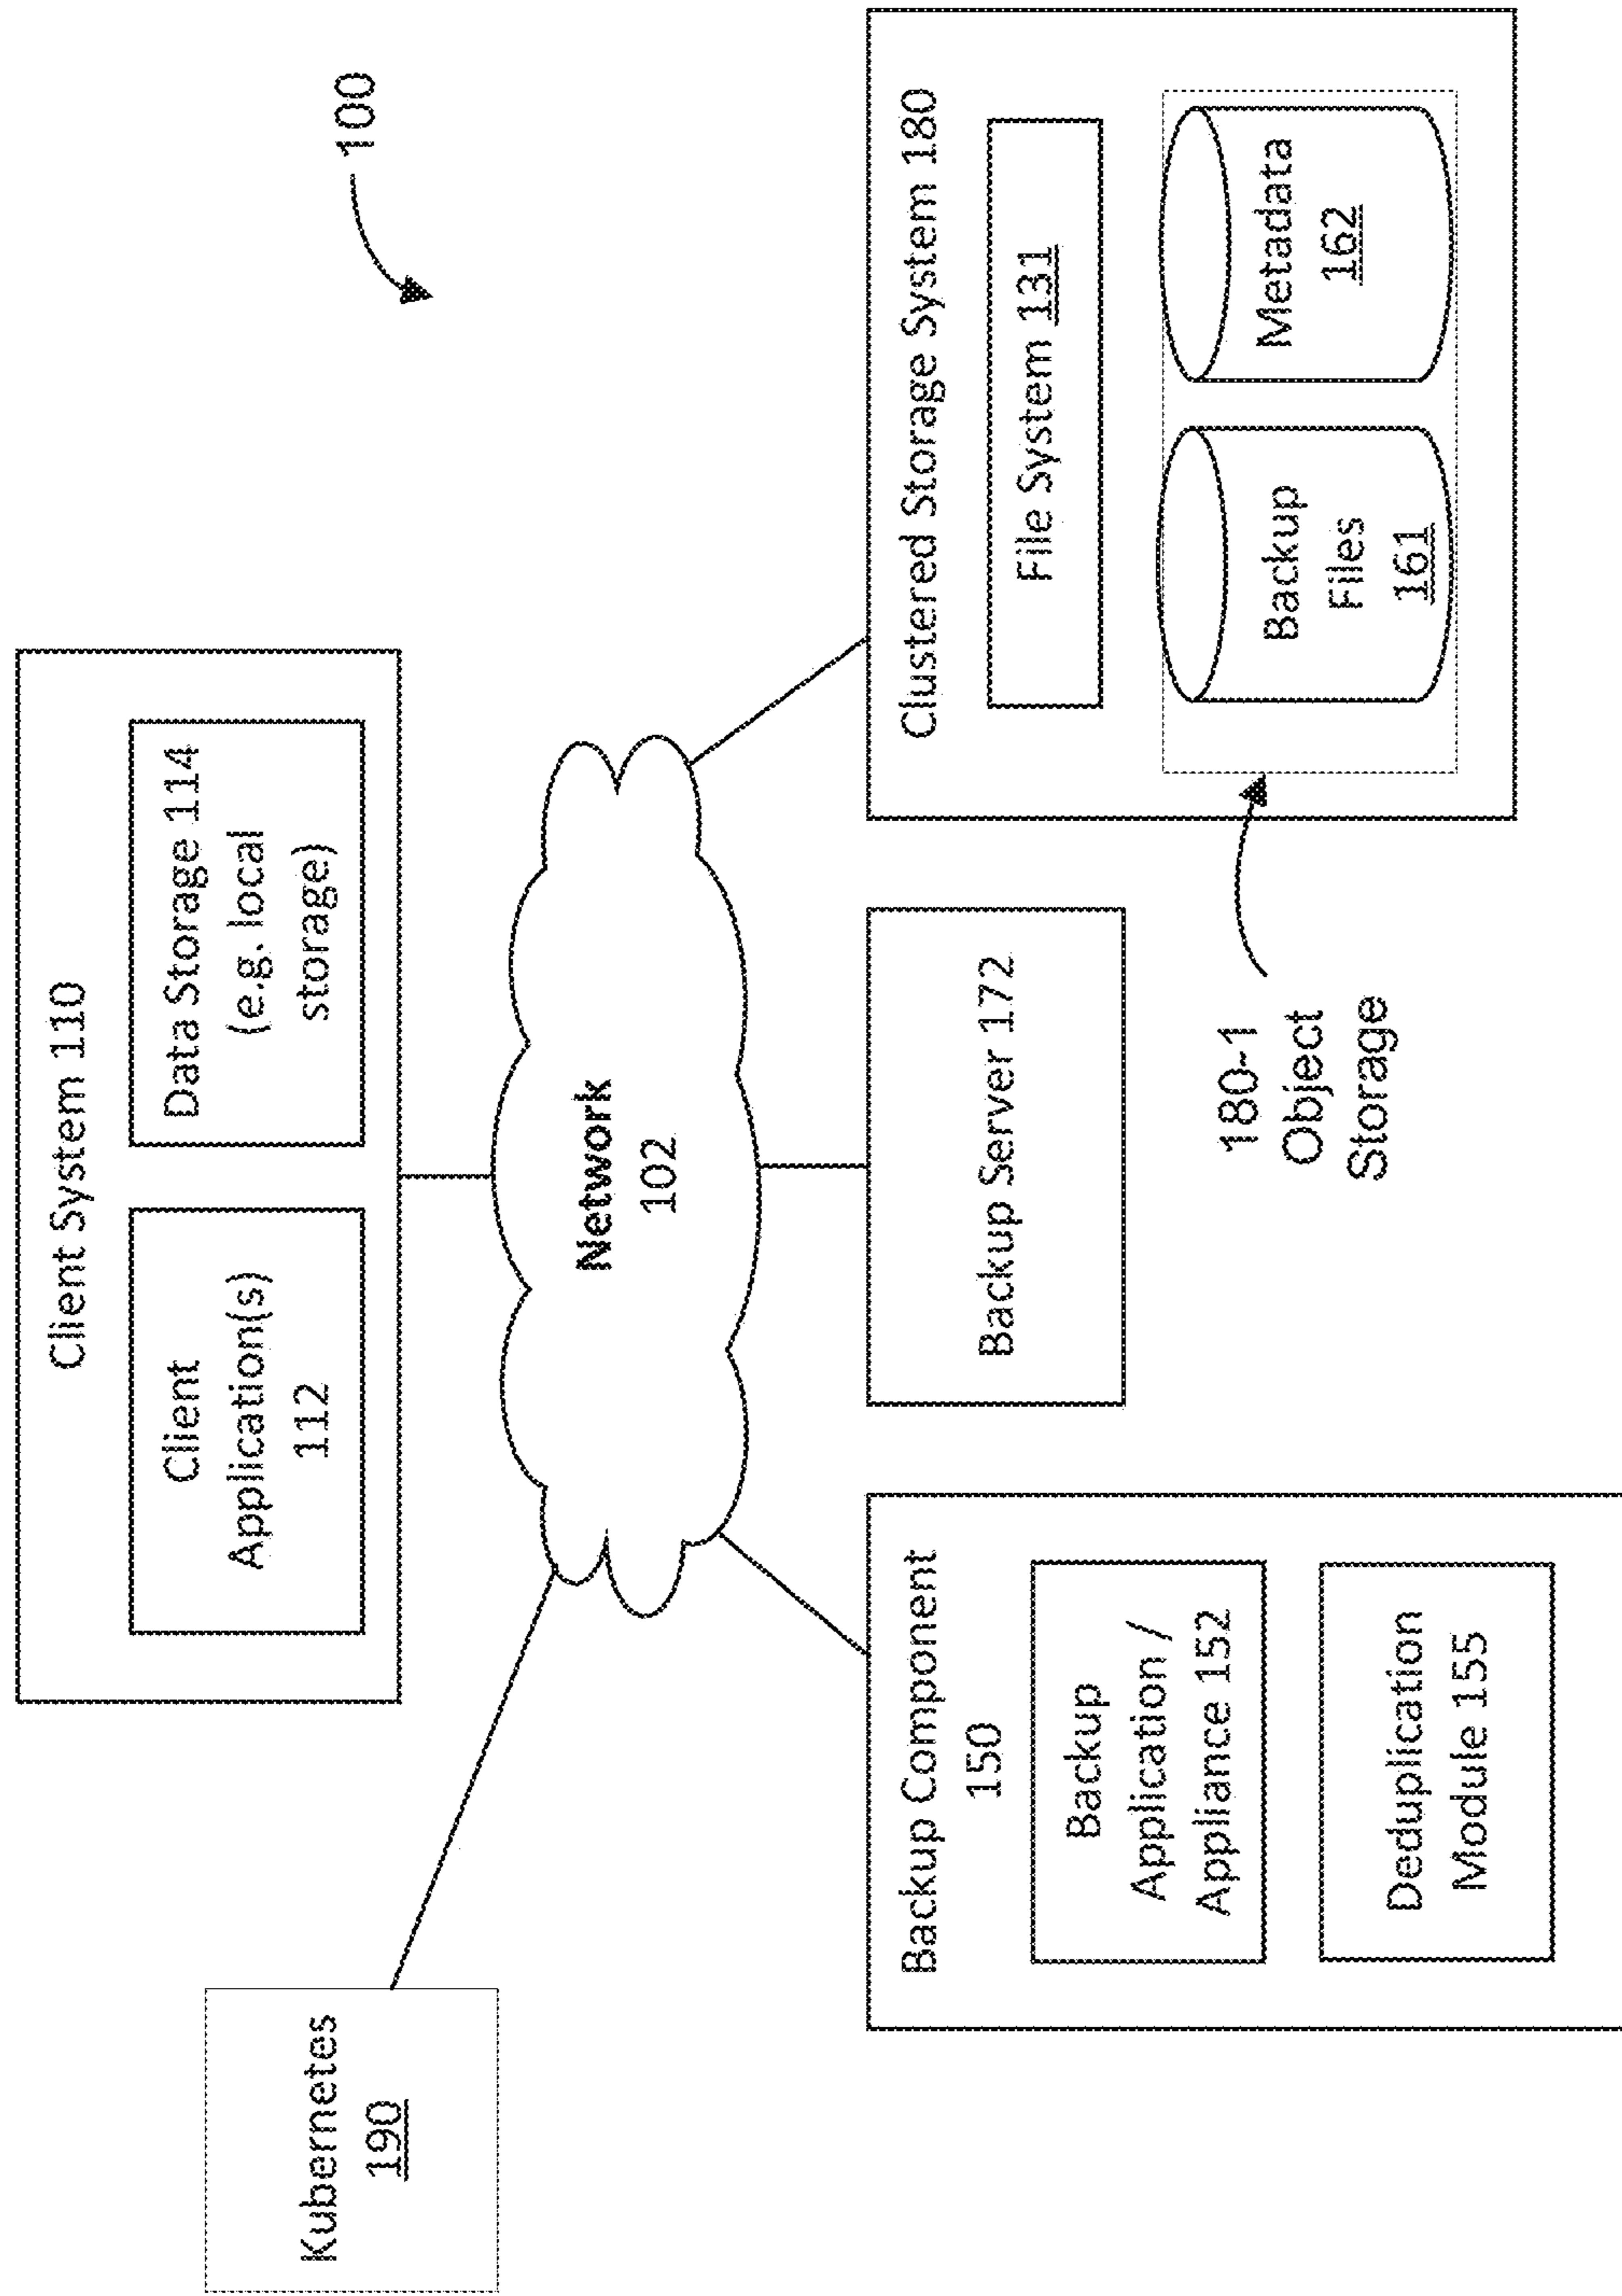 100
Client System 110
Client
Application(s)
112
Data Storage 114
(e.g. local
storage)
Kubernetes
190
Network
102
Backup Component
150
Backup
Application /
Appliance 152
Deduplication
Module 155
Backup Server 172
180-1
Object
Storage
Clustered Storage System 180
File System 131
Backup
Files
161
Metadata
162